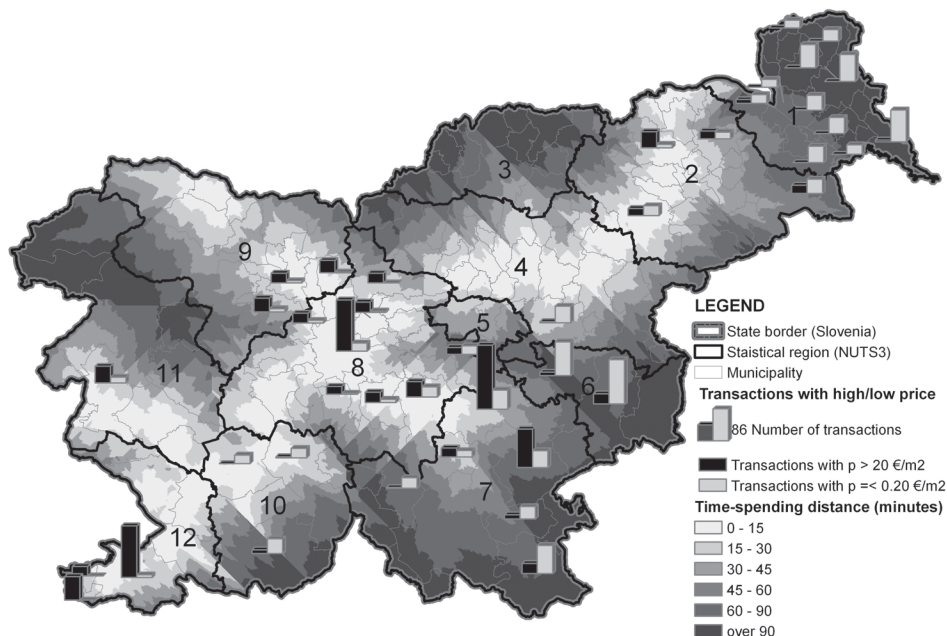 1
2
3
4
5
6
7
8
9
10
11
12
LEGEND
State border (Slovenia)
Staistical region (NUTS3)
Municipality
Transactions with high/low price
86 Number of transactions
Transactions with p > 20 €/m2
Transactions with p =< 0.20 €/m2
Time-spending distance (minutes)
0 - 15
15 - 30
30 - 45
45 - 60
60 - 90
over 90